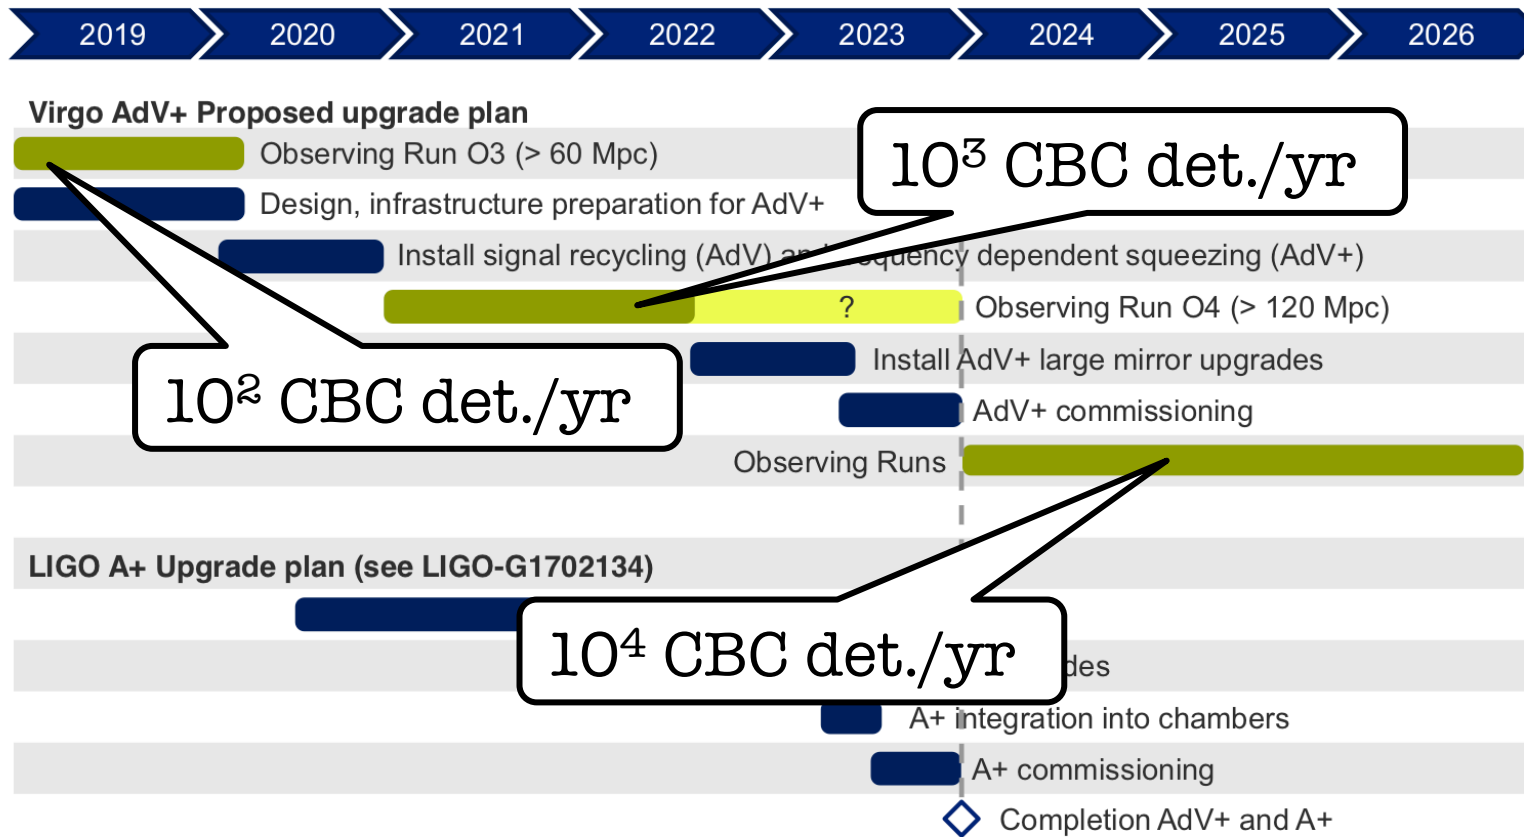 2019 2020 2021 2022 2023 2024 2025 2026
Virgo AdV+ Proposed upgrade plan
Observing Run O3 (> 60 Mpc)
10³ CBC det./yr
Design, infrastructure preparation for AdV+
Install signal recycling (AdV) and frequency dependent squeezing (AdV+)
? Observing Run O4 (> 120 Mpc)
Install AdV+ large mirror upgrades
10² CBC det./yr
AdV+ commissioning
Observing Runs
LIGO A+ Upgrade plan (see LIGO-G1702134)
10⁴ CBC det./yr
A+ integration into chambers
A+ commissioning
Completion AdV+ and A+